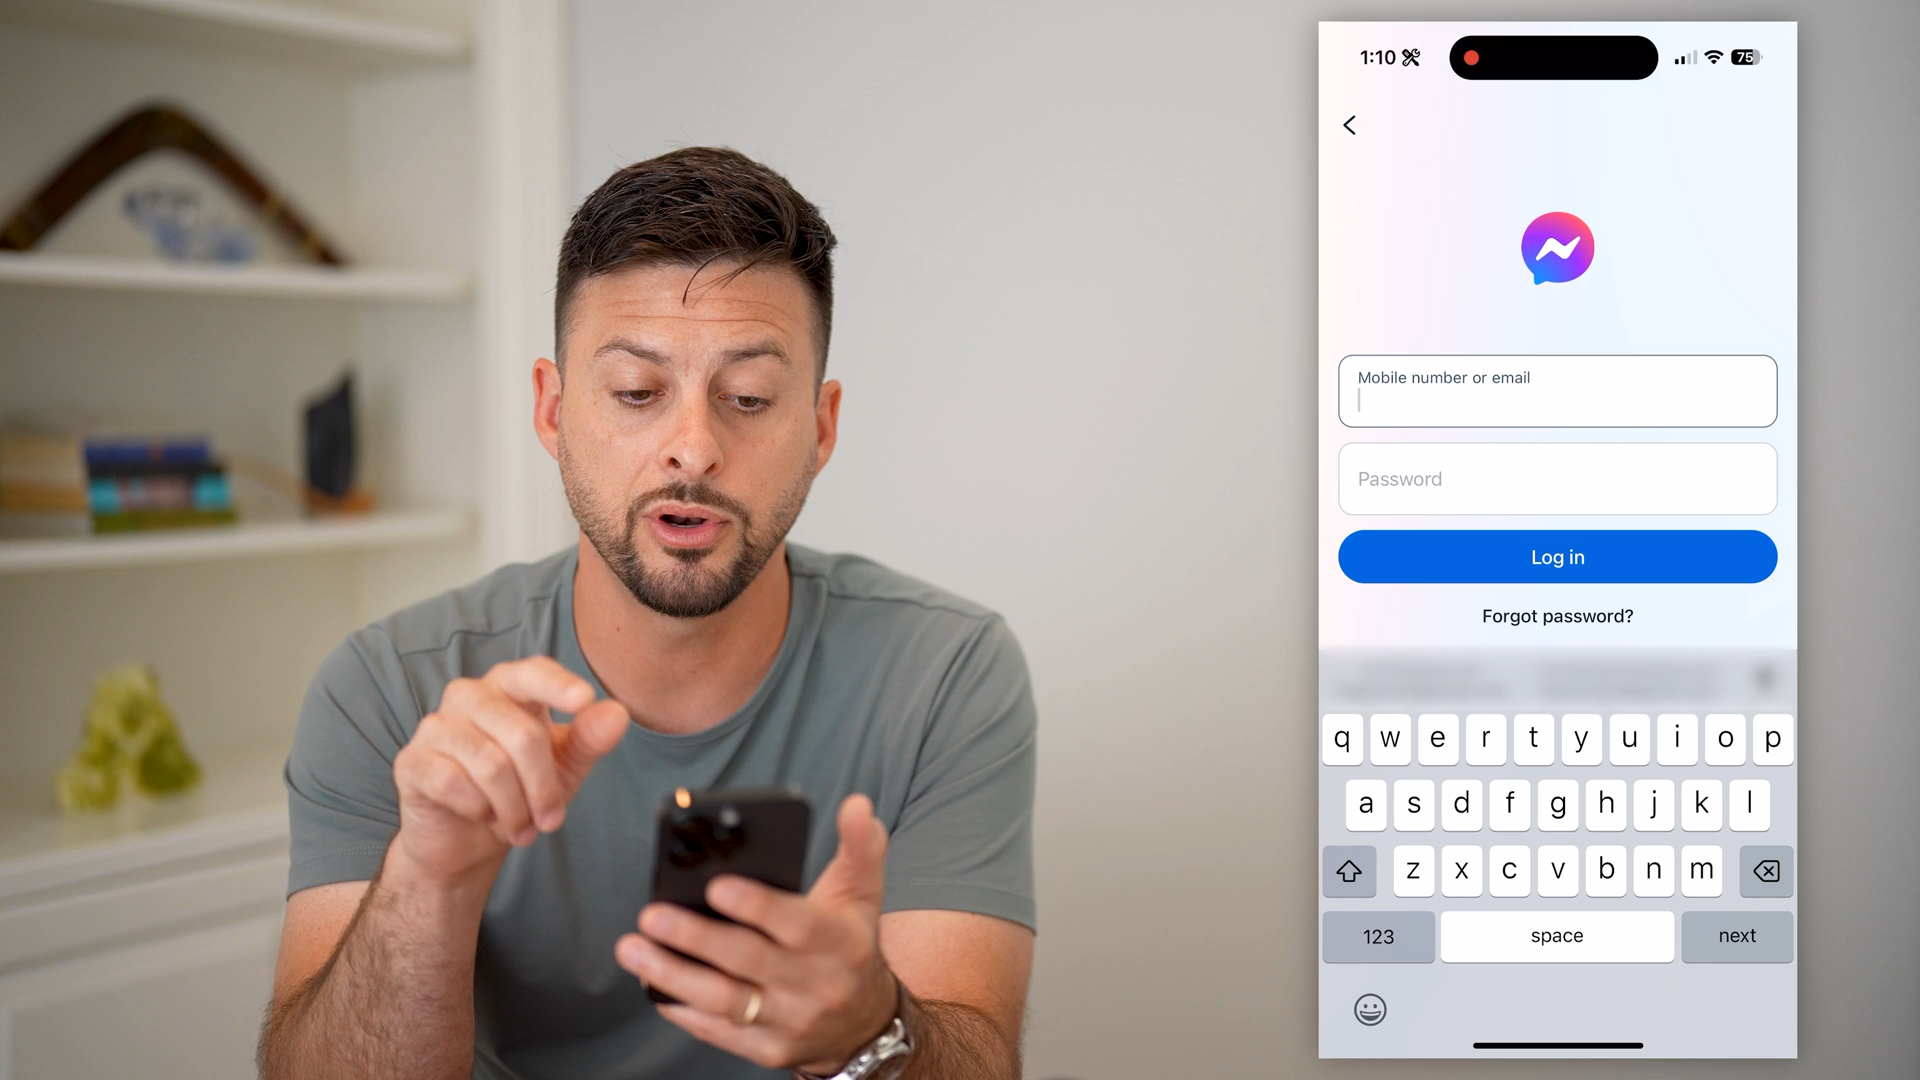 1:10
75
Mobile number or email
Password
Log in
Forgot password?
q w e r t y u i o p
a s d f g h j k l
z x c v b n m
123 space next